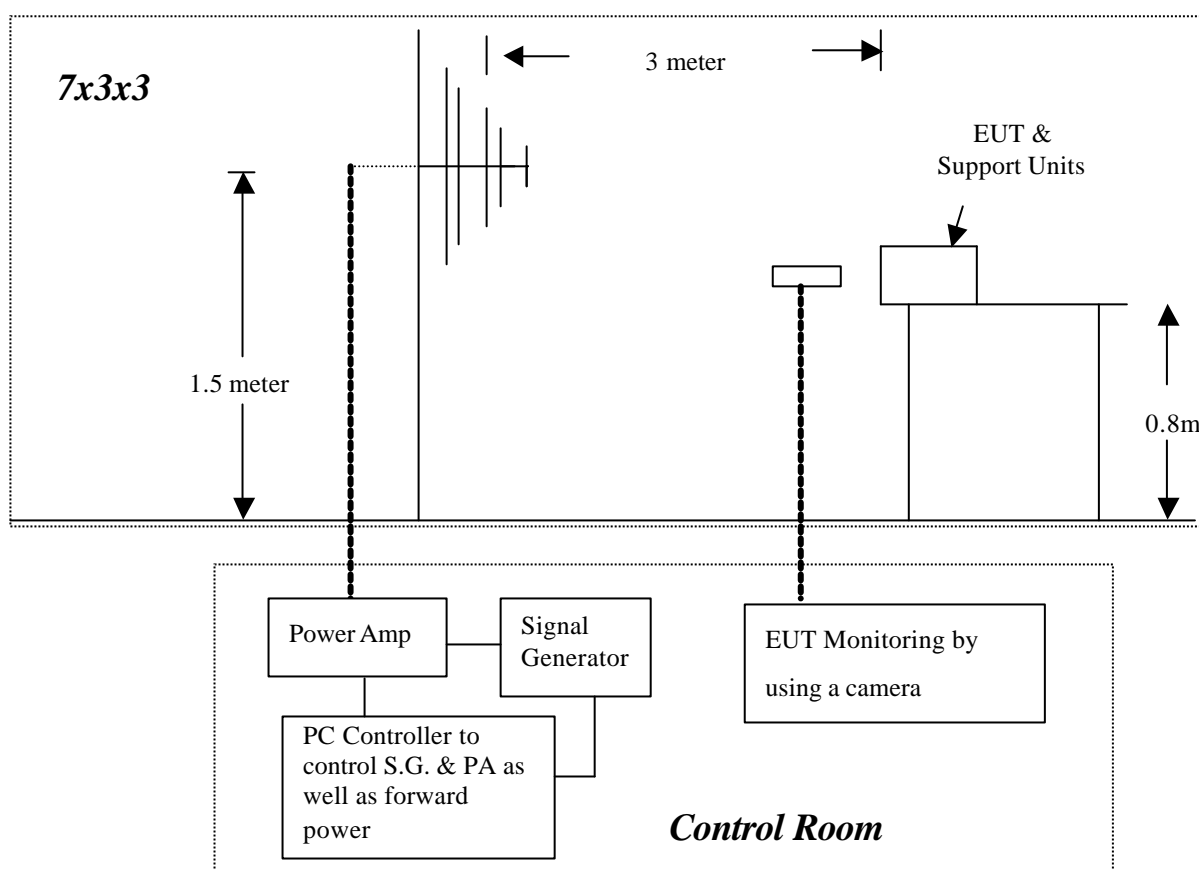 7x3x3
3 meter
EUT &
Support Units
1.5 meter
0.8m
Power Amp
Signal
Generator
EUT Monitoring by
using a camera
PC Controller to
control S.G. & PA as
well as forward
power
Control Room